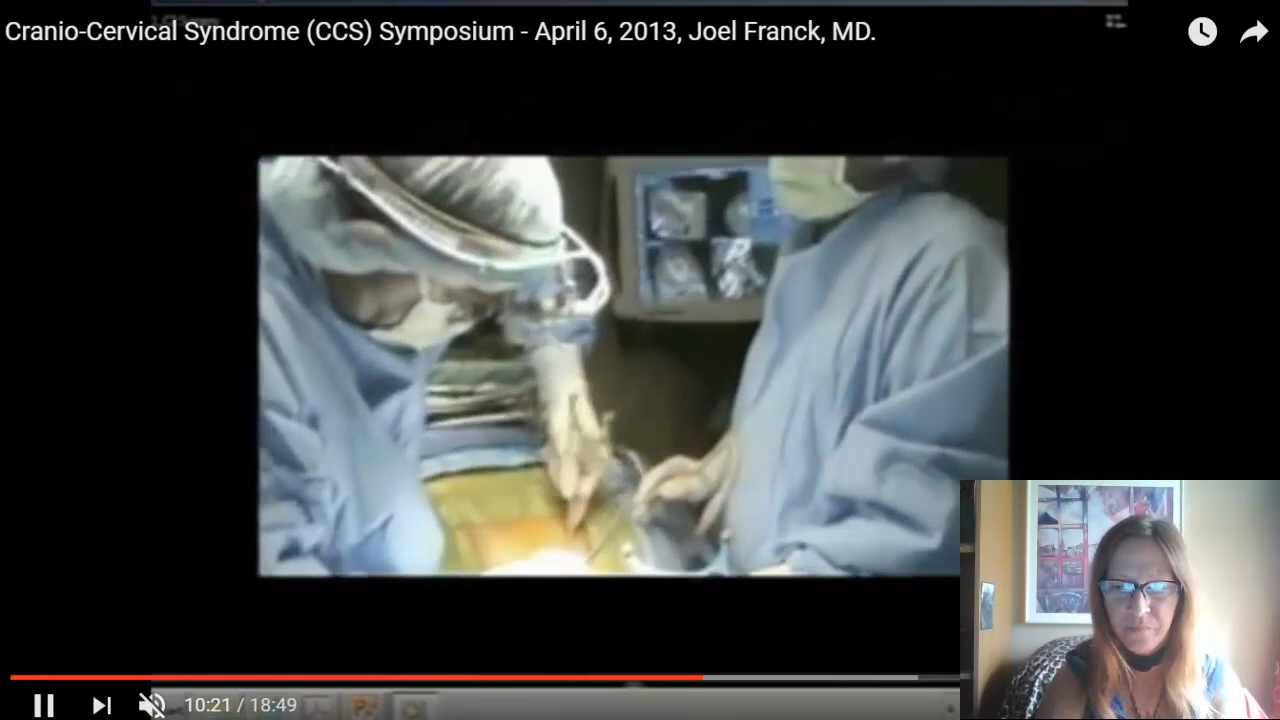 Cranio-Cervical Syndrome (CCS) Symposium - April 6, 2013, Joel Franck, MD.
10:21 / 18:49